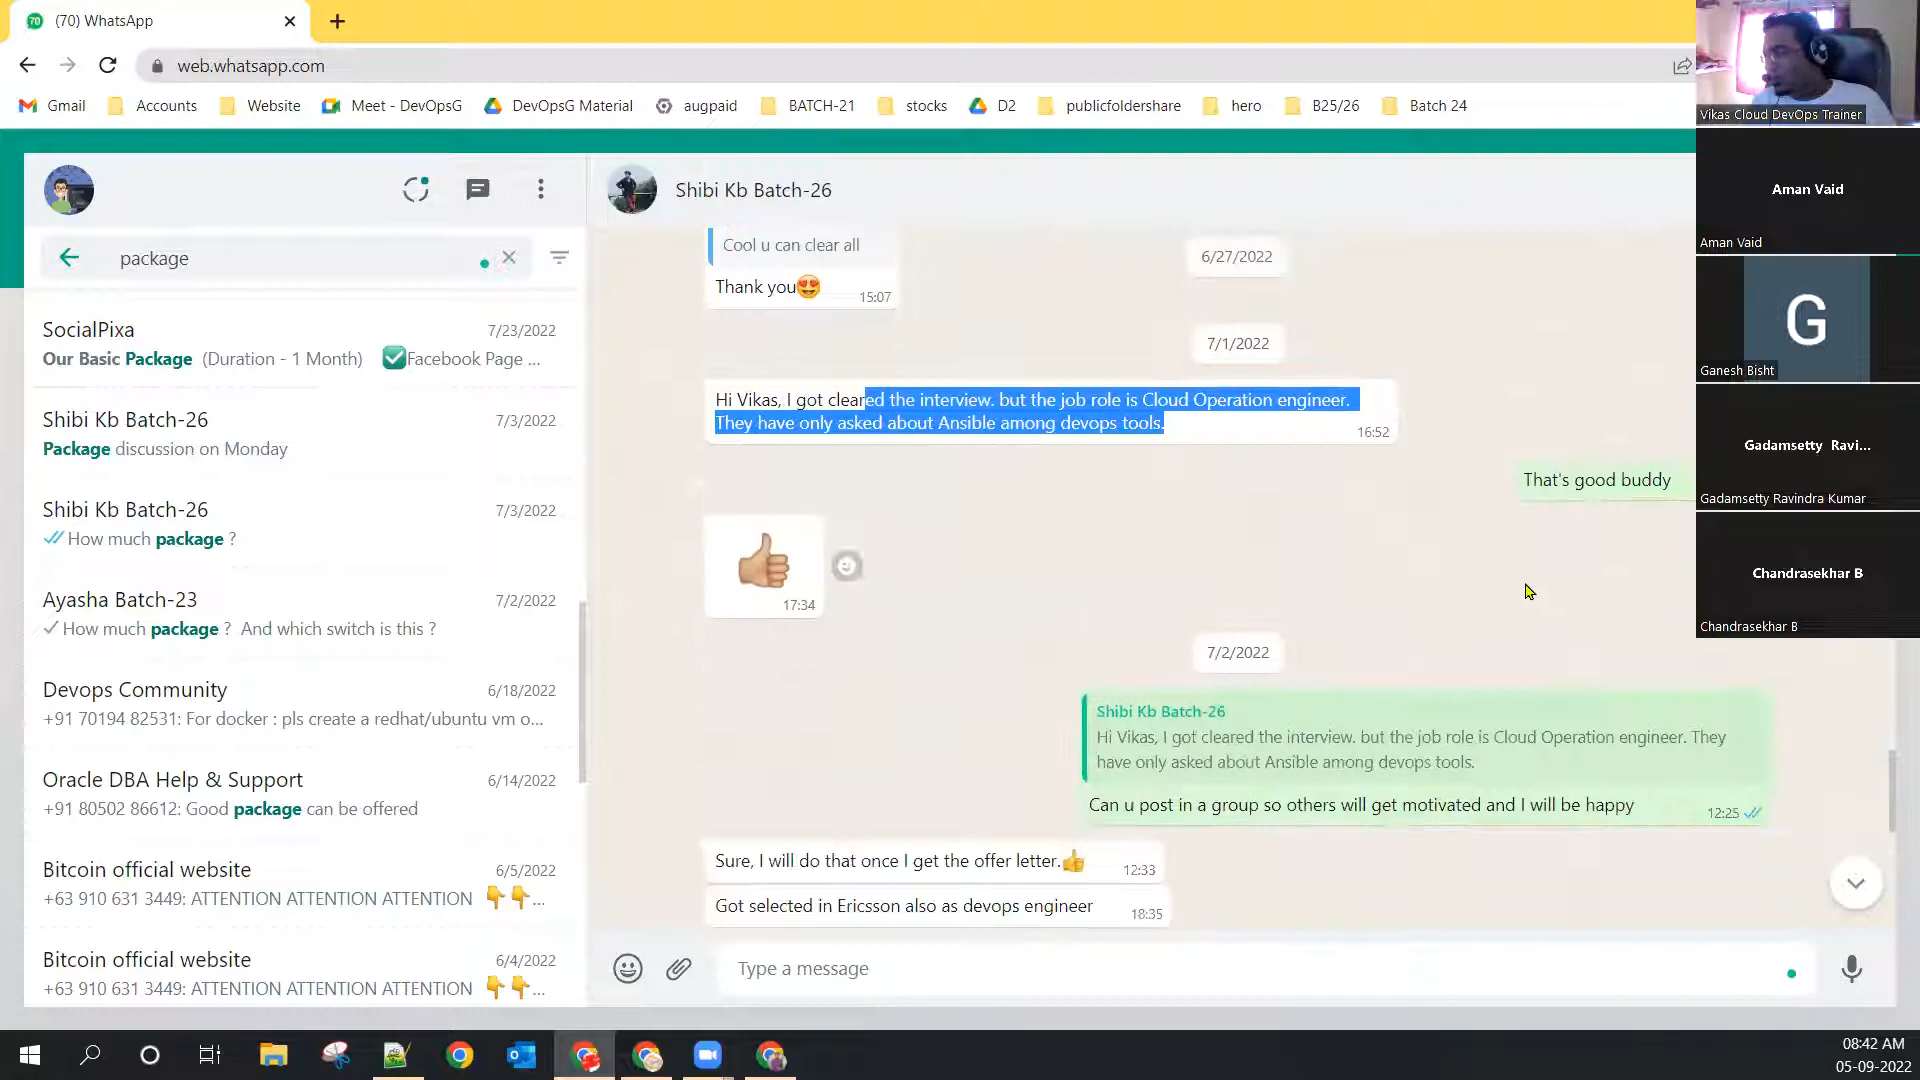 70
(70) WhatsApp
web.whatsapp.com
Gmail
Accounts
Website
Meet - DevOpsG
DevOpsG Material
augpaid
BATCH-21
stocks
D2
publicfoldershare
hero
B25/26
Batch 24
Vikas Cloud DevOps Trainer
Aman Vaid
Aman Vaid
G
Ganesh Bisht
Gadamsetty Ravi...
Gadamsetty Ravindra Kumar
Chandrasekhar B
Chandrasekhar B
package
SocialPixa 7/23/2022
Our Basic Package (Duration - 1 Month) ✅Facebook Page ...
Shibi Kb Batch-26 7/3/2022
Package discussion on Monday
Shibi Kb Batch-26 7/3/2022
How much package ?
Ayasha Batch-23 7/2/2022
How much package ? And which switch is this ?
Devops Community 6/18/2022
+91 70194 82531: For docker : pls create a redhat/ubuntu vm o...
Oracle DBA Help & Support 6/14/2022
+91 80502 86612: Good package can be offered
Bitcoin official website 6/5/2022
+63 910 631 3449: ATTENTION ATTENTION ATTENTION 👇👇...
Bitcoin official website 6/4/2022
+63 910 631 3449: ATTENTION ATTENTION ATTENTION 👇👇...
Shibi Kb Batch-26
Cool u can clear all
Thank you😍 15:07
6/27/2022
7/1/2022
Hi Vikas, I got cleared the interview. but the job role is Cloud Operation engineer.
They have only asked about Ansible among devops tools. 16:52
That's good buddy
👍 17:34
7/2/2022
Shibi Kb Batch-26
Hi Vikas, I got cleared the interview. but the job role is Cloud Operation engineer. They
have only asked about Ansible among devops tools.
Can u post in a group so others will get motivated and I will be happy 12:25
Sure, I will do that once I get the offer letter.👍 12:33
Got selected in Ericsson also as devops engineer 18:35
Type a message
08:42 AM
05-09-2022